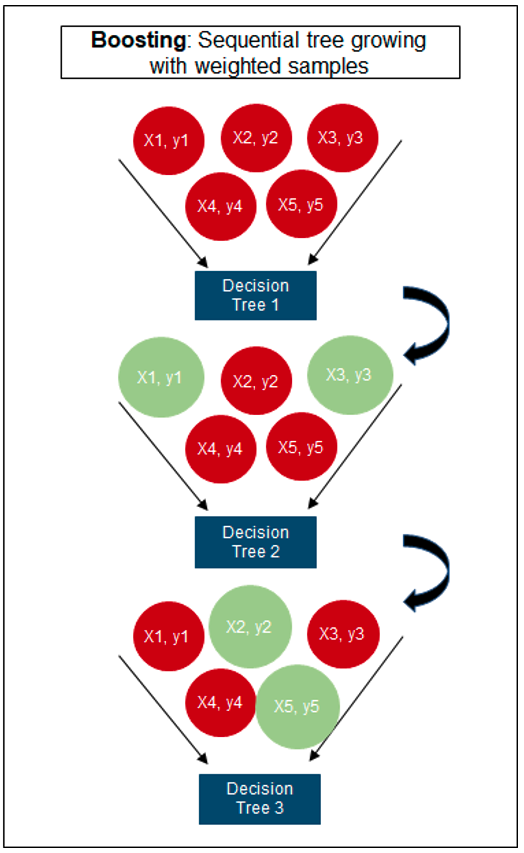 Boosting: Sequential tree growing
with weighted samples
X1, y1
X2, y2
X3, y3
X4, y4
X5, y5
Decision
Tree 1
X1, y1
X2, y2
X3, y3
X4, y4
X5, y5
Decision
Tree 2
X1, y1
X2, y2
X3, y3
X4, y4
X5, y5
Decision
Tree 3